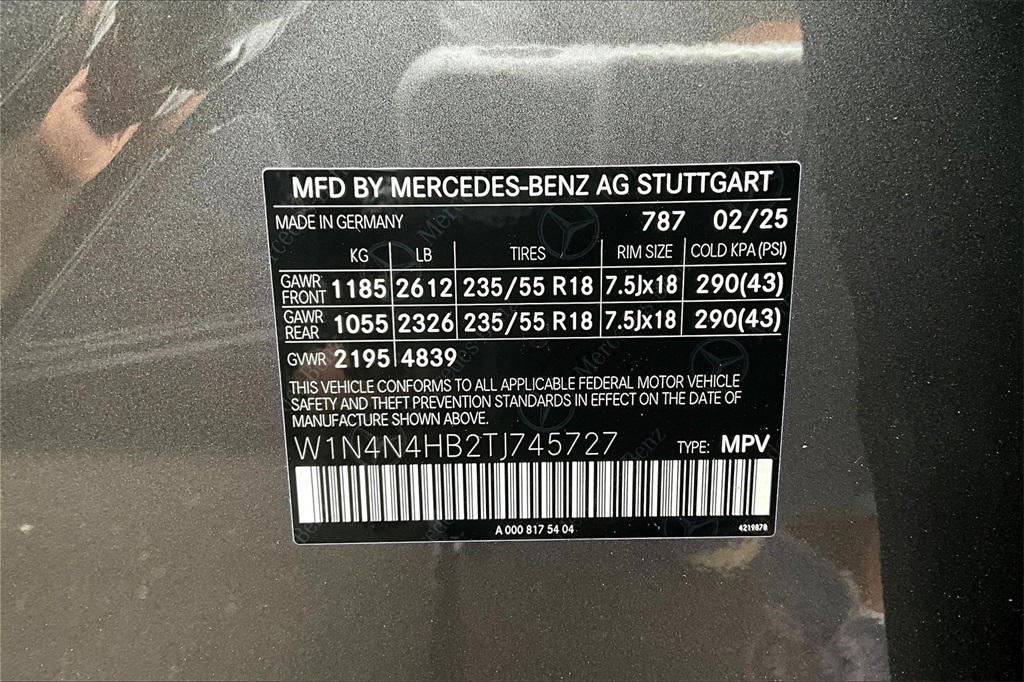 MFD BY MERCEDES-BENZ AG STUTTGART
MADE IN GERMANY 787 02/25
KG LB TIRES RIM SIZE COLD KPA (PSI)
GAWR FRONT 1185 2612 235/55 R18 7.5Jx18 290(43)
GAWR REAR 1055 2326 235/55 R18 7.5Jx18 290(43)
GVWR 2195 4839
THIS VEHICLE CONFORMS TO ALL APPLICABLE FEDERAL MOTOR VEHICLE
SAFETY AND THEFT PREVENTION STANDARDS IN EFFECT ON THE DATE OF
MANUFACTURE SHOWN ABOVE.
W1N4N4HB2TJ745727 TYPE: MPV
A 000 817 54 04 4219878